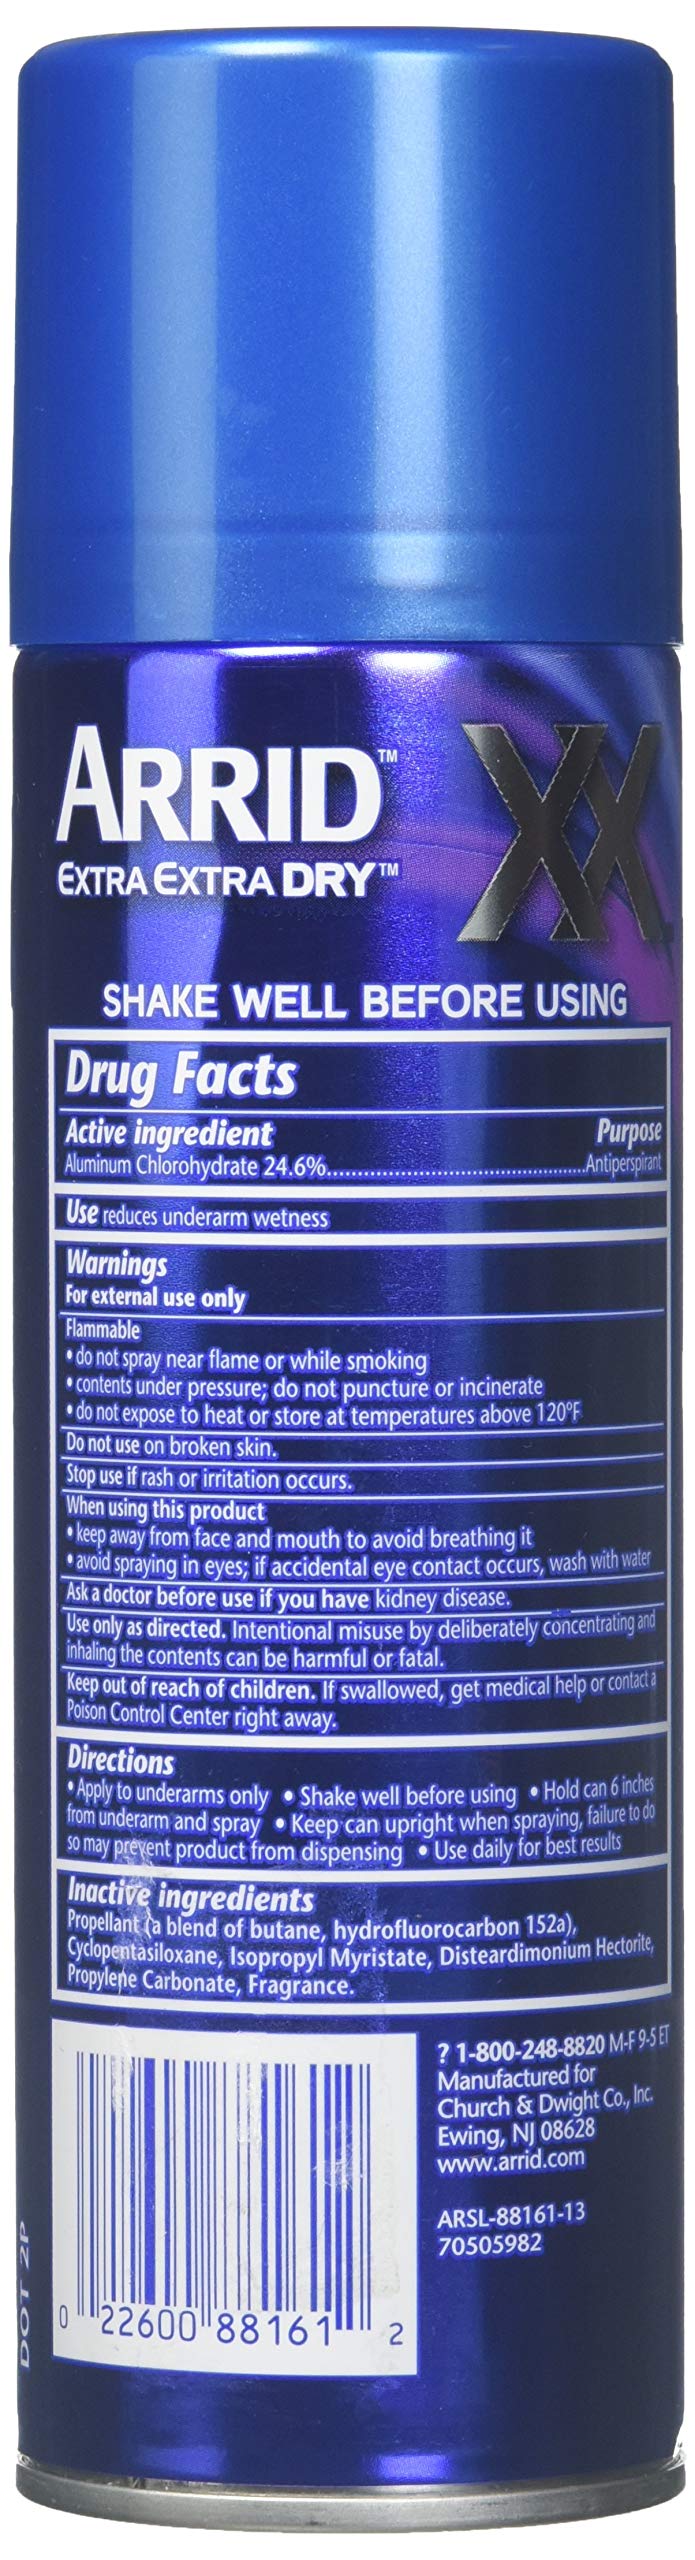 ARRID™ XX
EXTRA EXTRA DRY™
SHAKE WELL BEFORE USING
Drug Facts
Active ingredient Purpose
Aluminum Chlorohydrate 24.6%..............................................Antiperspirant
Use reduces underarm wetness
Warnings
For external use only
Flammable
• do not spray near flame or while smoking
• contents under pressure; do not puncture or incinerate
• do not expose to heat or store at temperatures above 120ºF
Do not use on broken skin.
Stop use if rash or irritation occurs.
When using this product
• keep away from face and mouth to avoid breathing it
• avoid spraying in eyes; if accidental eye contact occurs, wash with water
Ask a doctor before use if you have kidney disease.
Use only as directed. Intentional misuse by deliberately concentrating and
inhaling the contents can be harmful or fatal.
Keep out of reach of children. If swallowed, get medical help or contact a
Poison Control Center right away.
Directions
• Apply to underarms only • Shake well before using • Hold can 6 inches
from underarm and spray • Keep can upright when spraying, failure to do
so may prevent product from dispensing • Use daily for best results
Inactive ingredients
Propellant (a blend of butane, hydrofluorocarbon 152a),
Cyclopentasiloxane, Isopropyl Myristate, Disteardimonium Hectorite,
Propylene Carbonate, Fragrance.
? 1-800-248-8820 M-F 9-5 ET
Manufactured for
Church & Dwight Co., Inc.
Ewing, NJ 08628
www.arrid.com
ARSL-88161-13
70505982
0 22600 88161 2
DOT 2P